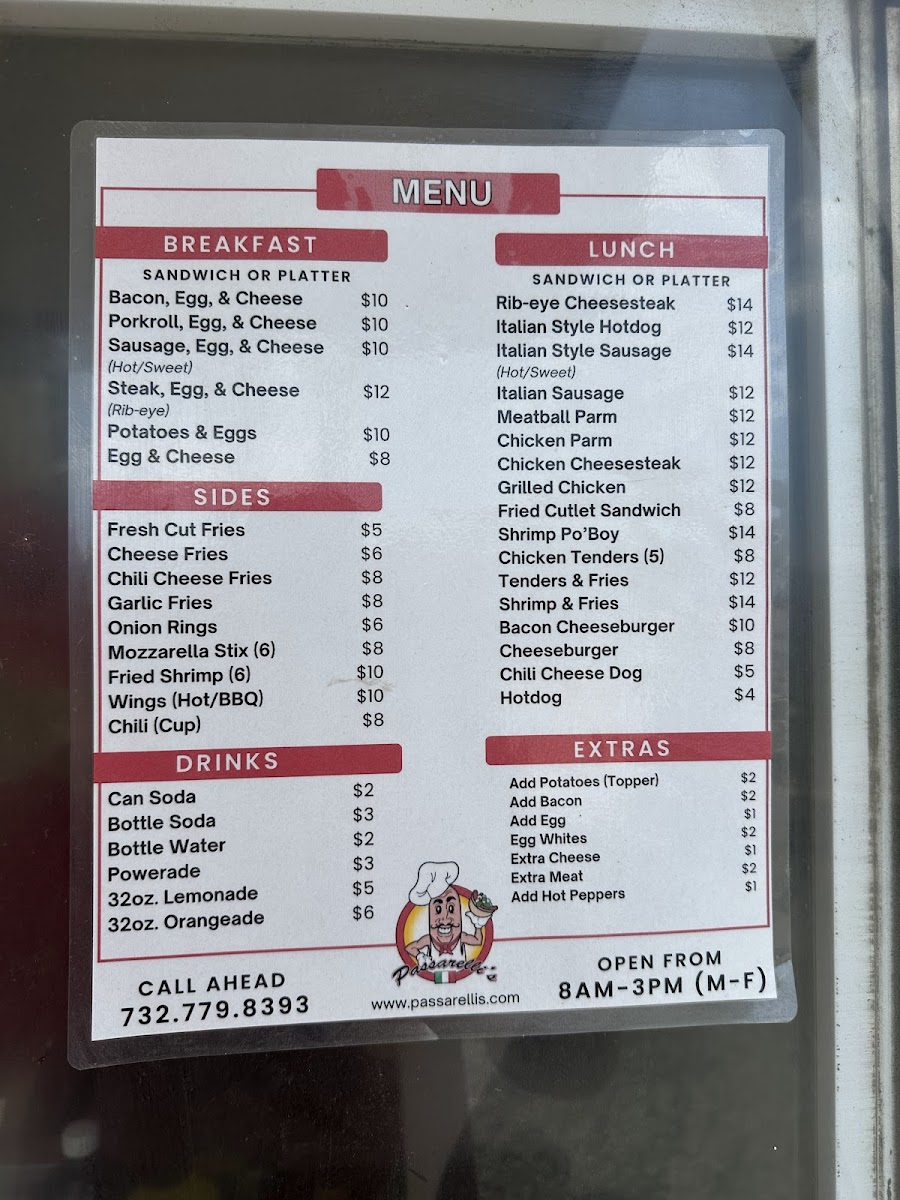 MENU
BREAKFAST
SANDWICH OR PLATTER
Bacon, Egg, & Cheese $10
Porkroll, Egg, & Cheese $10
Sausage, Egg, & Cheese $10
(Hot/Sweet)
Steak, Egg, & Cheese $12
(Rib-eye)
Potatoes & Eggs $10
Egg & Cheese $8
SIDES
Fresh Cut Fries $5
Cheese Fries $6
Chili Cheese Fries $8
Garlic Fries $8
Onion Rings $6
Mozzarella Stix (6) $8
Fried Shrimp (6) $10
Wings (Hot/BBQ) $10
Chili (Cup) $8
DRINKS
Can Soda $2
Bottle Soda $3
Bottle Water $2
Powerade $3
32oz. Lemonade $5
32oz. Orangeade $6
LUNCH
SANDWICH OR PLATTER
Rib-eye Cheesesteak $14
Italian Style Hotdog $12
Italian Style Sausage $14
(Hot/Sweet)
Italian Sausage $12
Meatball Parm $12
Chicken Parm $12
Chicken Cheesesteak $12
Grilled Chicken $12
Fried Cutlet Sandwich $8
Shrimp Po'Boy $14
Chicken Tenders (5) $8
Tenders & Fries $12
Shrimp & Fries $14
Bacon Cheeseburger $10
Cheeseburger $8
Chili Cheese Dog $5
Hotdog $4
EXTRAS
Add Potatoes (Topper) $2
Add Bacon $2
Add Egg $1
Egg Whites $2
Extra Cheese $1
Extra Meat $2
Add Hot Peppers $1
CALL AHEAD
732.779.8393
Passarelli's
www.passarellis.com
OPEN FROM
8AM-3PM (M-F)